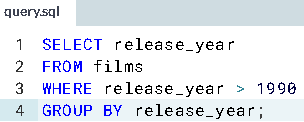 query.sql
1 SELECT release_year
2 FROM films
3 WHERE release_year > 1990
4 GROUP BY release_year;